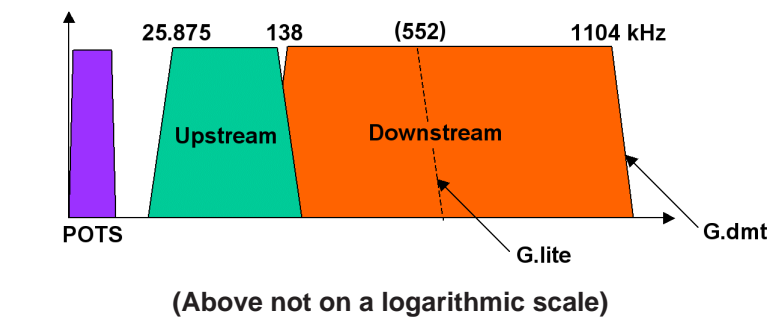 25.875 138 (552) 1104 kHz
Upstream Downstream
POTS
G.dmt
G.lite
(Above not on a logarithmic scale)